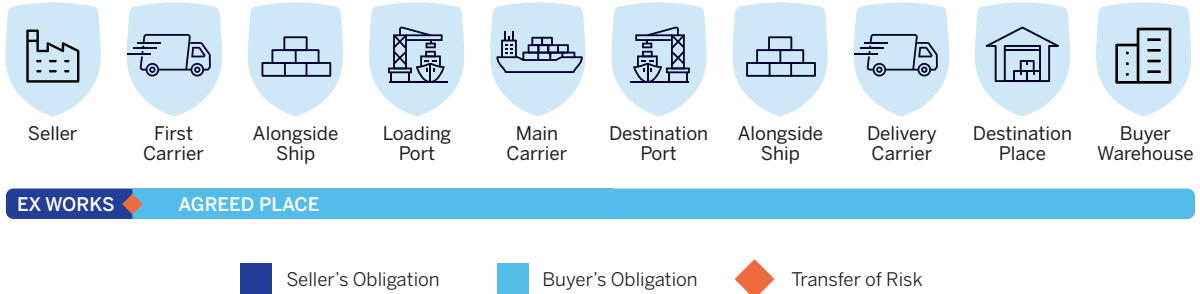 Seller
First
Carrier
Alongside
Ship
Loading
Port
Main
Carrier
Destination
Port
Alongside
Ship
Delivery
Carrier
Destination
Place
Buyer
Warehouse
EX WORKS
AGREED PLACE
Seller's Obligation
Buyer's Obligation
Transfer of Risk